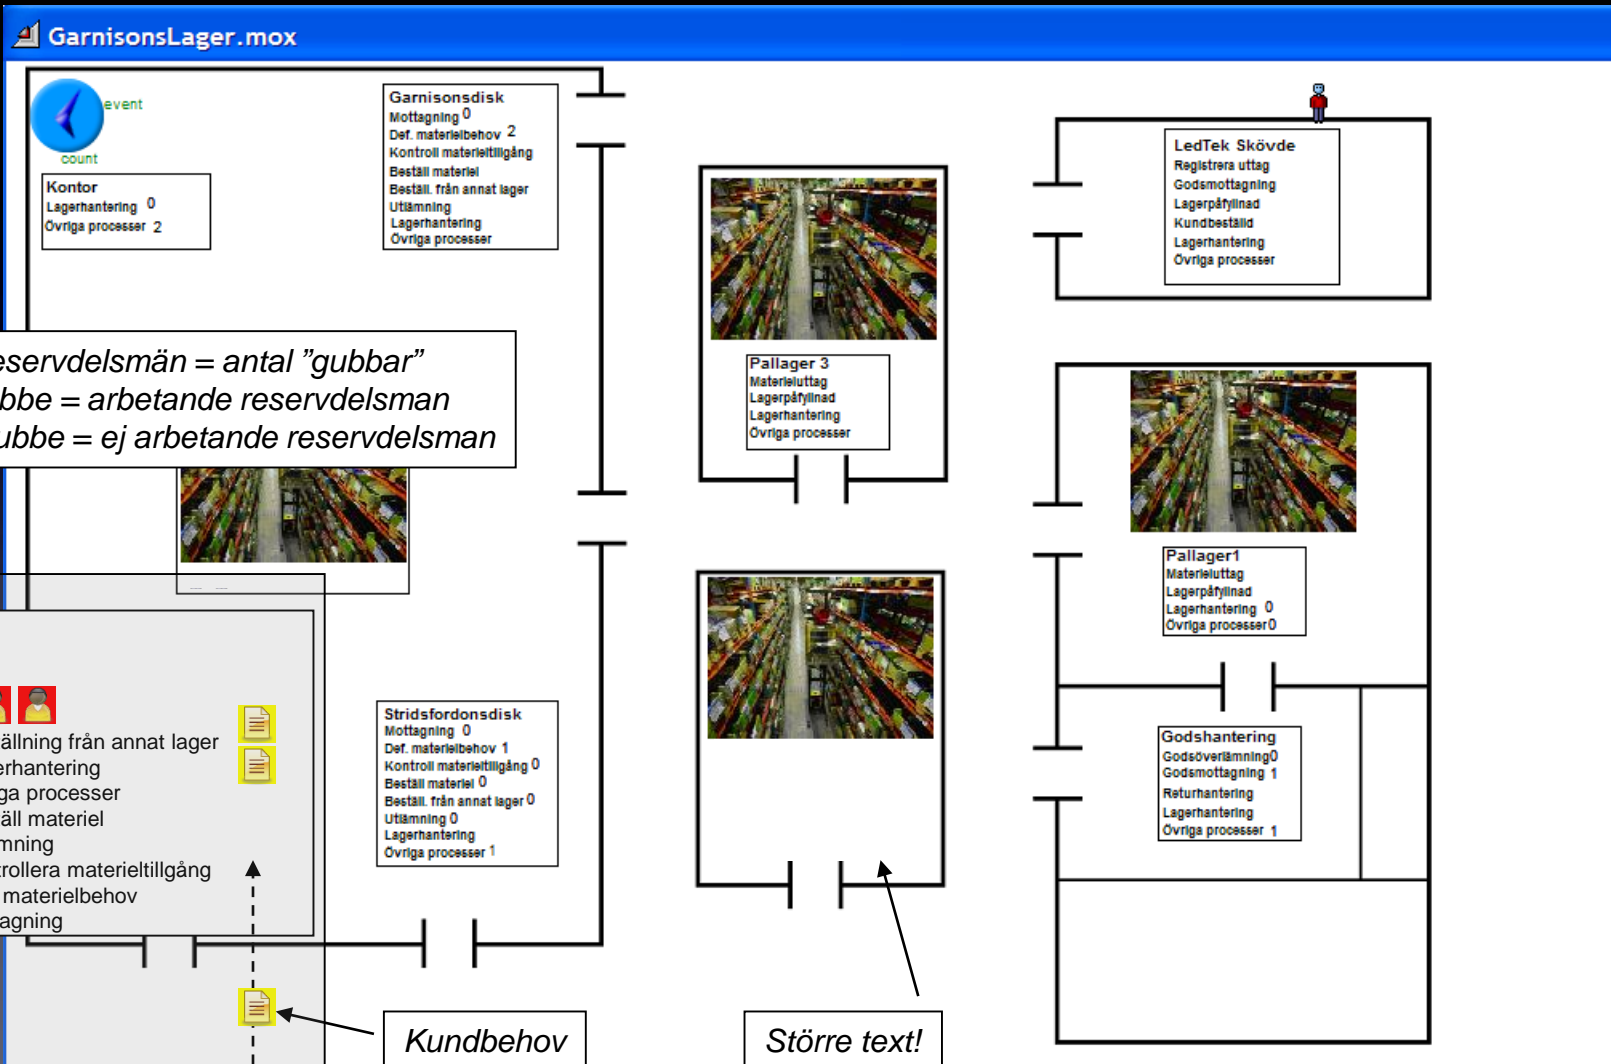 GarnisonsLager.mox
event
count
Kontor
Lagerhantering 0
Övriga processer 2
Garnisonsdisk
Mottagning 0
Def. materielbehov 2
Kontroll materieltillgång
Beställ materiel
Beställ. från annat lager
Utlämning
Lagerhantering
Övriga processer
LedTek Skövde
Registrera uttag
Godsmottagning
Lagerpåfyllnad
Kundbeställd
Lagerhantering
Övriga processer
eservdelsmän = antal ”gubbar”
bbe = arbetande reservdelsman
ubbe = ej arbetande reservdelsman
Pallager 3
Materieluttag
Lagerpåfyllnad
Lagerhantering
Övriga processer
Pallager1
Materieluttag
Lagerpåfyllnad
Lagerhantering 0
Övriga processer 0
ällning från annat lager
erhantering
ga processer
äll materiel
mning
trollera materieltillgång
materielbehov
agning
Stridsfordonsdisk
Mottagning 0
Def. materielbehov 1
Kontroll materieltillgång 0
Beställ materiel 0
Beställ. från annat lager 0
Utlämning 0
Lagerhantering
Övriga processer 1
Godshantering
Godsöverlämning 0
Godsmottagning 1
Returhantering
Lagerhantering
Övriga processer 1
Kundbehov
Större text!